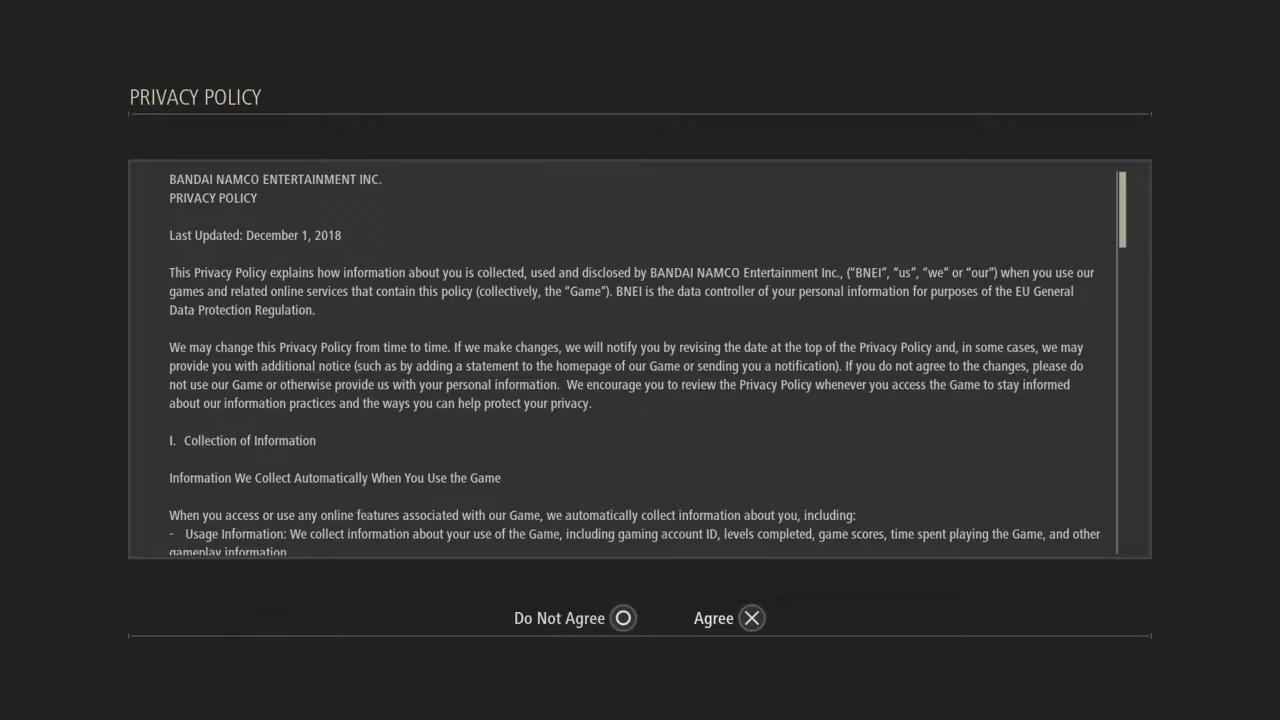 PRIVACY POLICY
BANDAI NAMCO ENTERTAINMENT INC.
PRIVACY POLICY
Last Updated: December 1, 2018
This Privacy Policy explains how information about you is collected, used and disclosed by BANDAI NAMCO Entertainment Inc., (“BNEI”, “us”, “we” or “our”) when you use our
games and related online services that contain this policy (collectively, the “Game”). BNEI is the data controller of your personal information for purposes of the EU General
Data Protection Regulation.
We may change this Privacy Policy from time to time. If we make changes, we will notify you by revising the date at the top of the Privacy Policy and, in some cases, we may
provide you with additional notice (such as by adding a statement to the homepage of our Game or sending you a notification). If you do not agree to the changes, please do
not use our Game or otherwise provide us with your personal information.  We encourage you to review the Privacy Policy whenever you access the Game to stay informed
about our information practices and the ways you can help protect your privacy.
I. Collection of Information
Information We Collect Automatically When You Use the Game
When you access or use any online features associated with our Game, we automatically collect information about you, including:
- Usage Information: We collect information about your use of the Game, including gaming account ID, levels completed, game scores, time spent playing the Game, and other
gameplay information.
Do Not Agree Agree